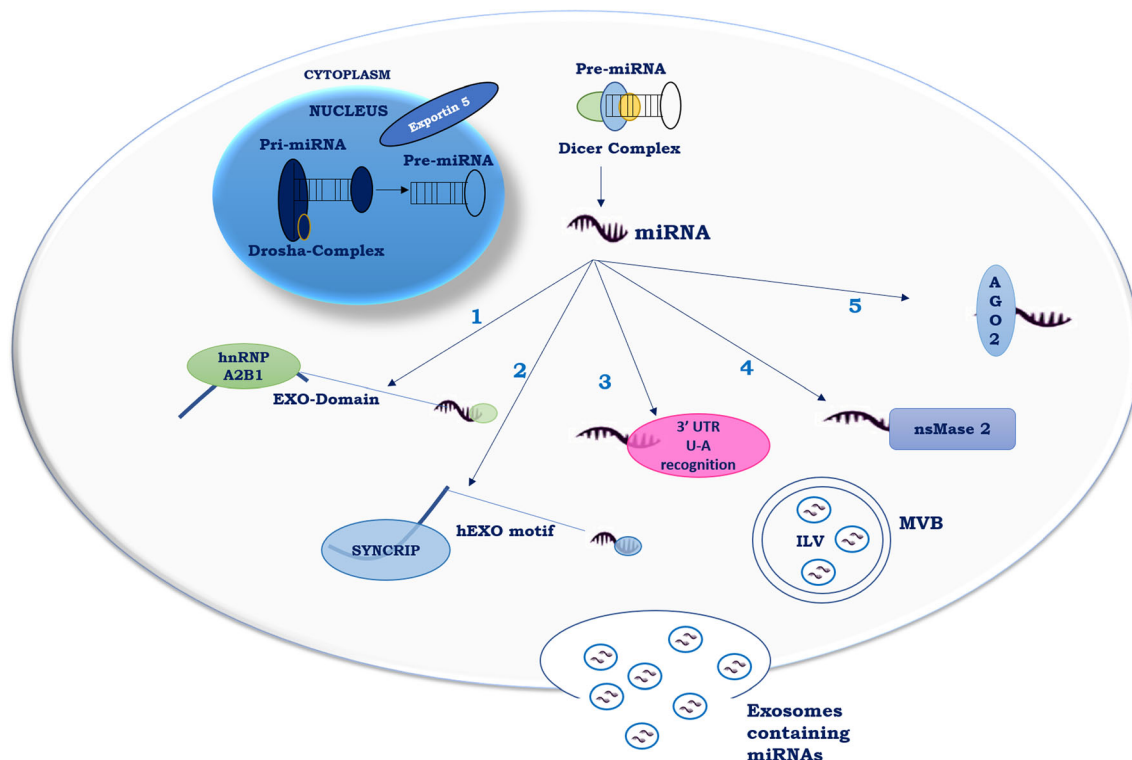 CYTOPLASM
NUCLEUS
Exportin 5
Pri-miRNA
Pre-miRNA
Drosha-Complex
Pre-miRNA
Dicer Complex
miRNA
1
2
3
4
5
hnRNP
A2B1
EXO-Domain
SYNCRIP
hEXO motif
3' UTR
U-A
recognition
nsMase 2
A
G
O
2
MVB
ILV
Exosomes
containing
miRNAs